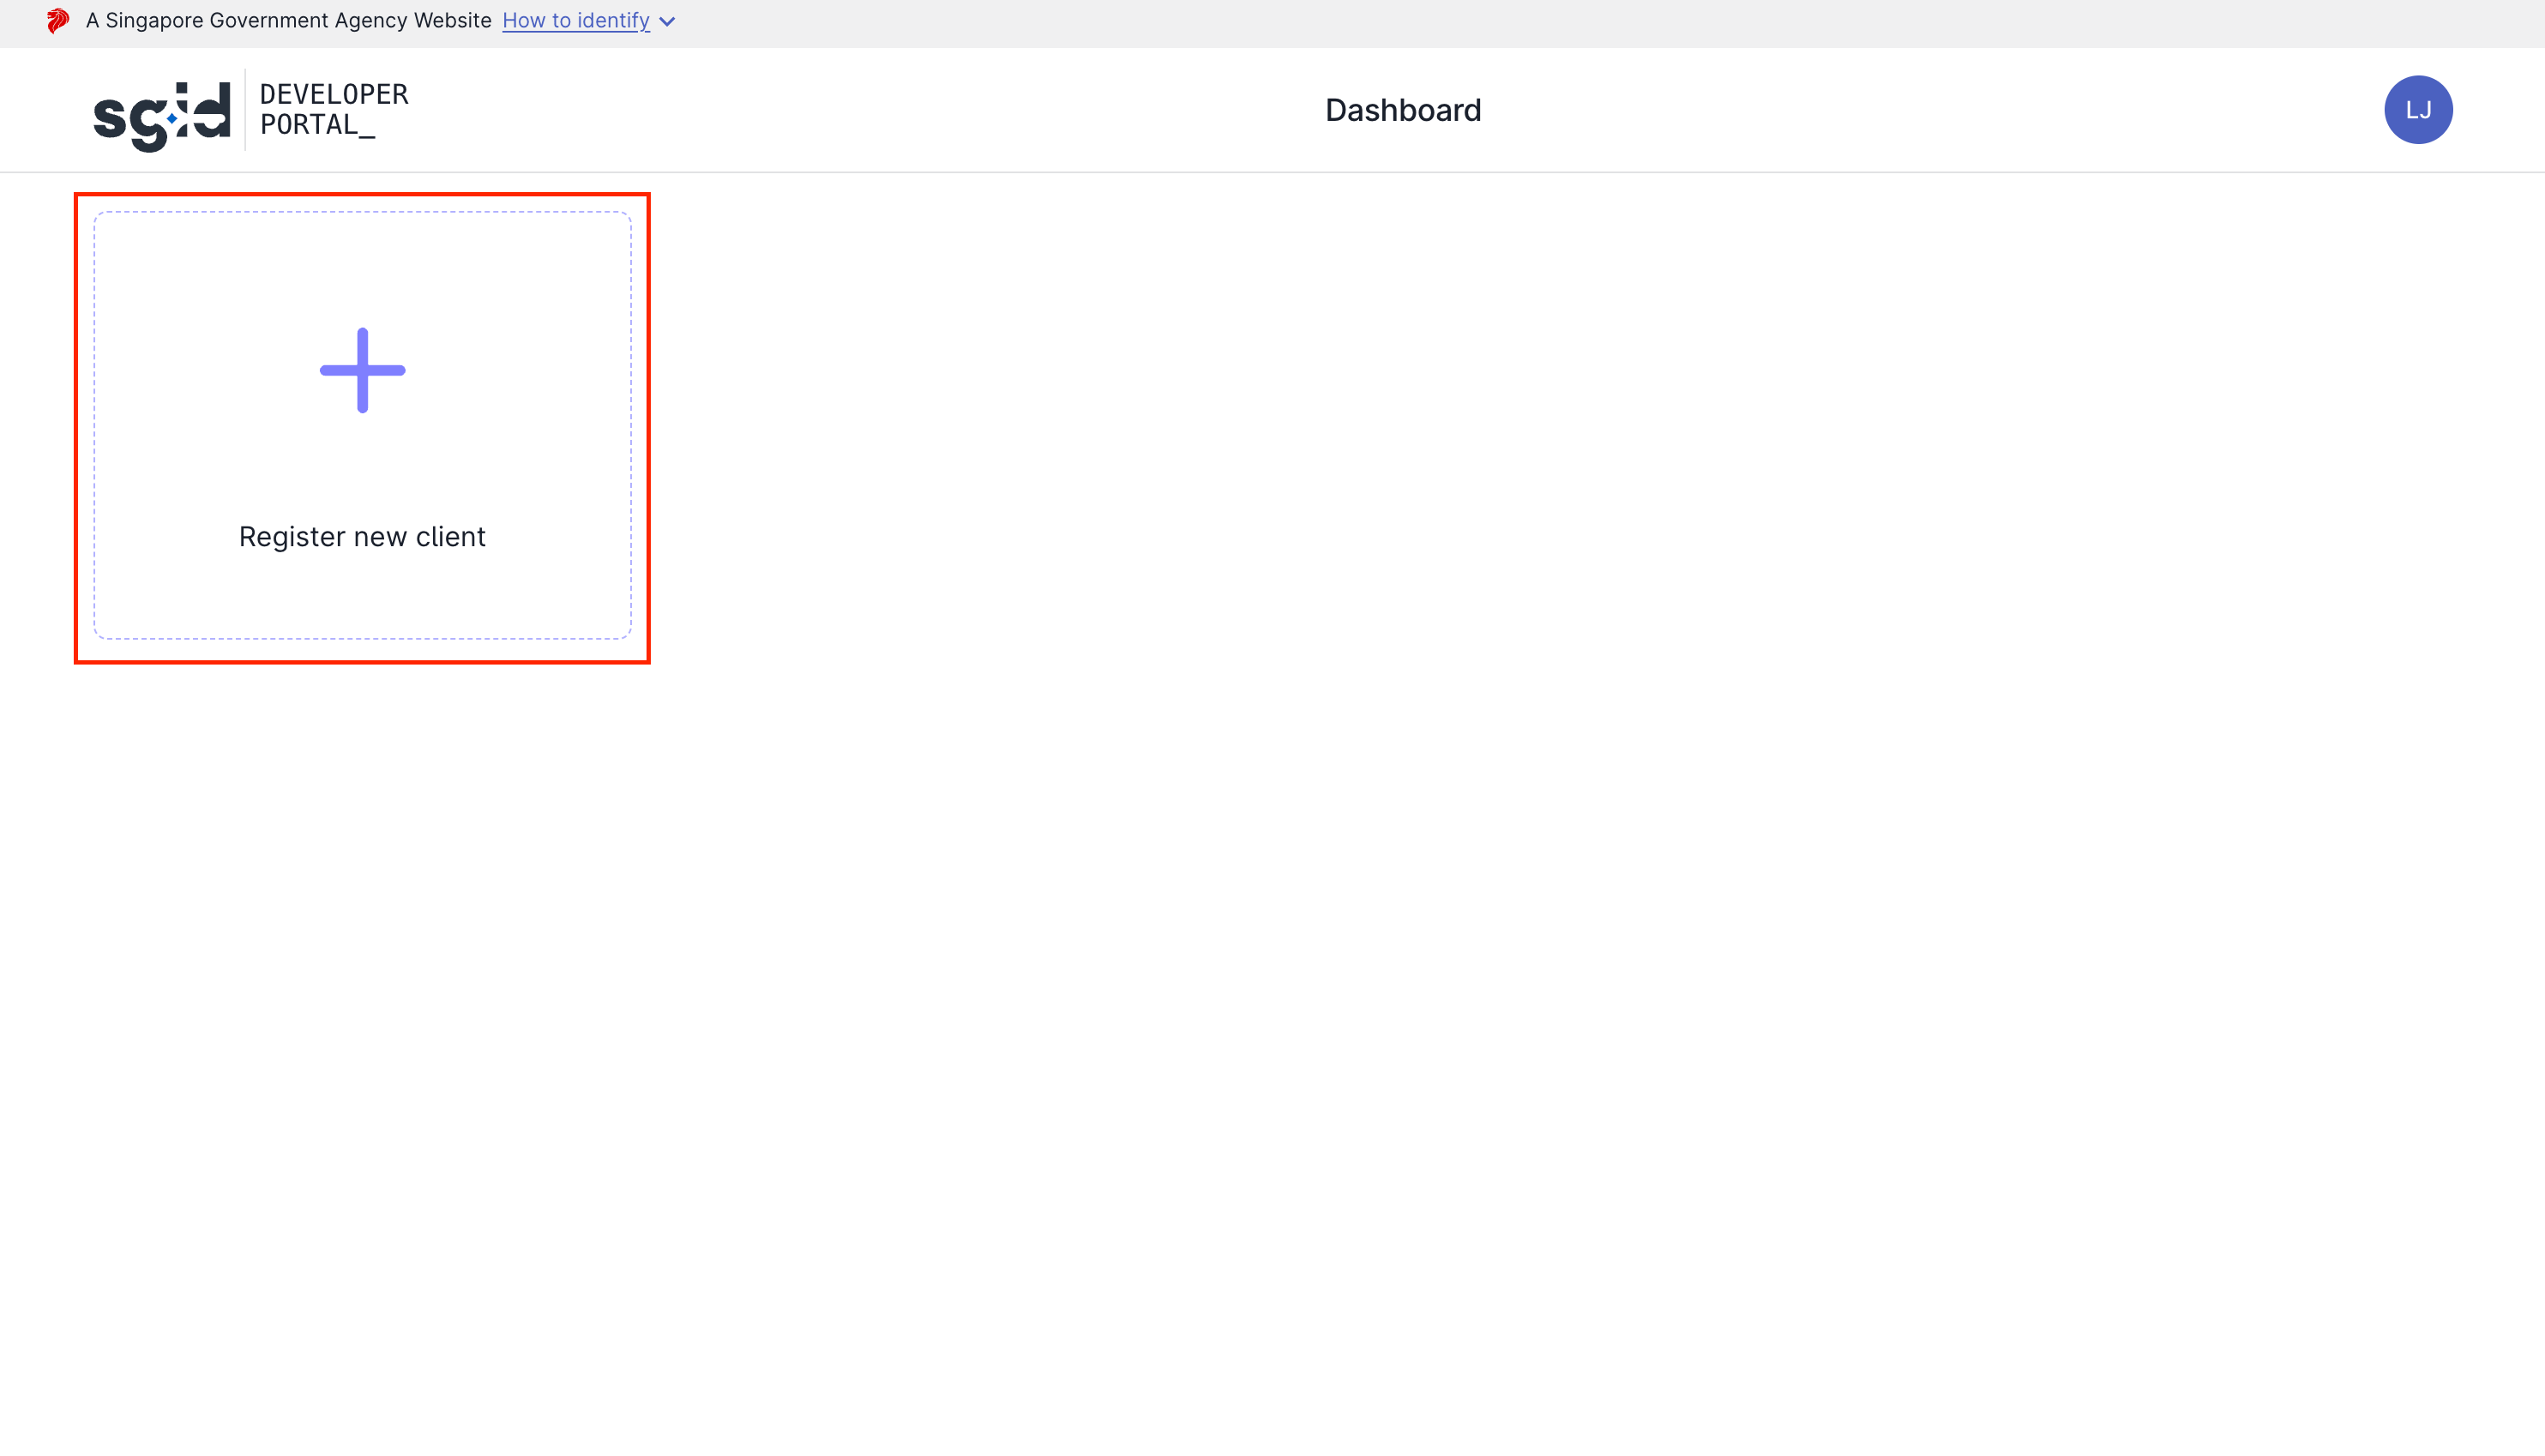 A Singapore Government Agency Website How to identify
sgid
DEVELOPER
PORTAL_
Dashboard
LJ
Register new client